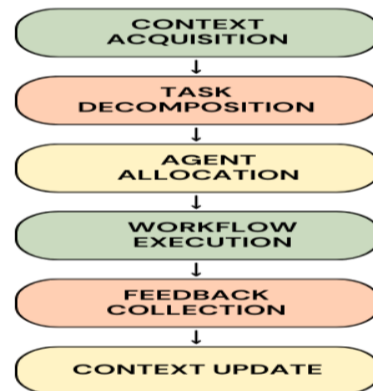 CONTEXT
ACQUISITION
TASK
DECOMPOSITION
AGENT
ALLOCATION
WORKFLOW
EXECUTION
FEEDBACK
COLLECTION
CONTEXT UPDATE